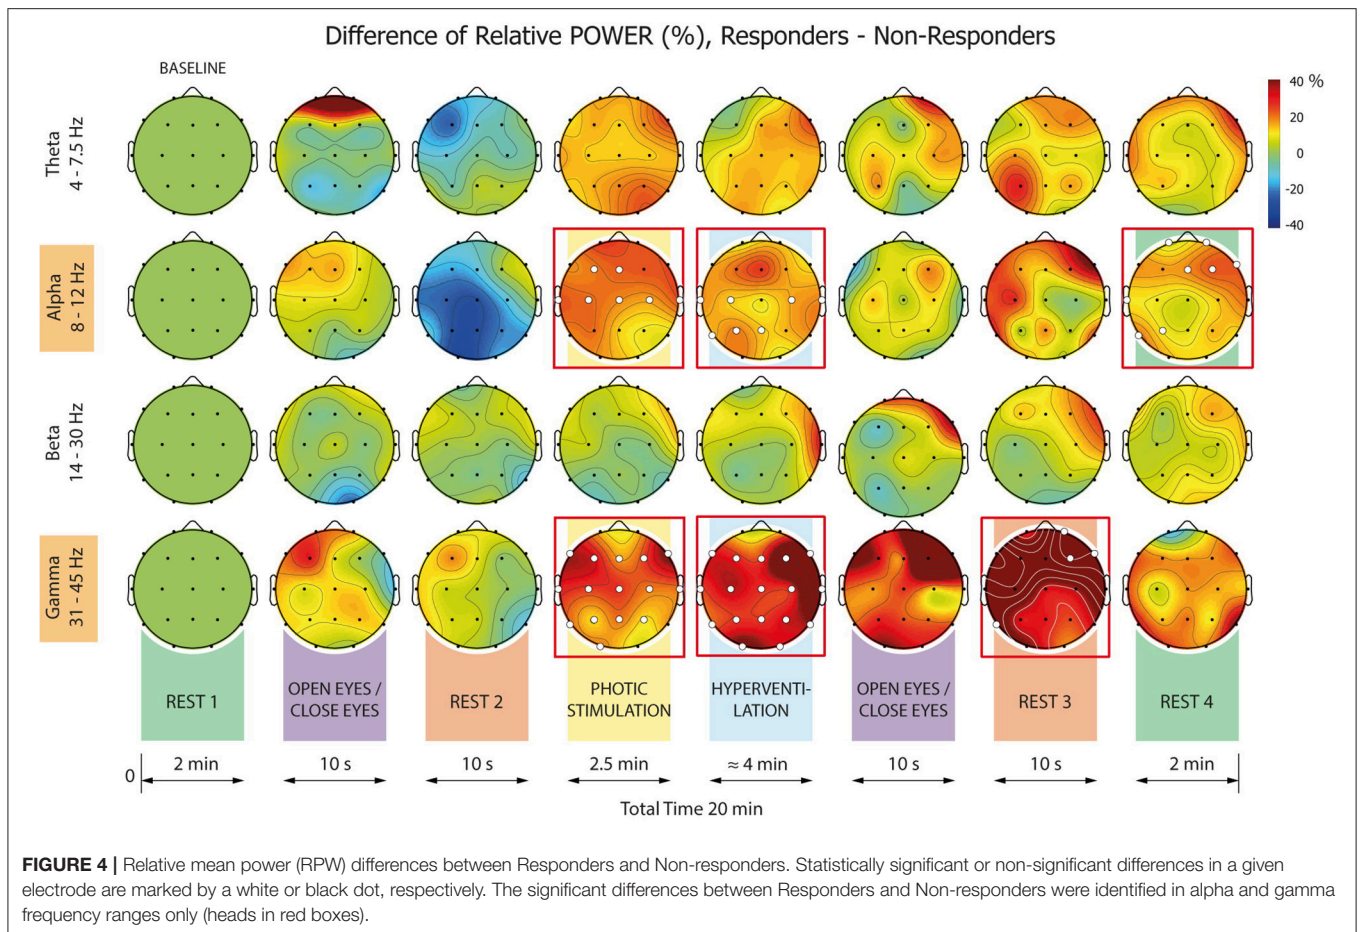 Difference of Relative POWER (%), Responders - Non-Responders
BASELINE
Theta
4 - 7.5 Hz
40 %
20
0
-20
-40
Alpha
8 - 12 Hz
Beta
14 - 30 Hz
Gamma
31 - 45 Hz
REST 1
OPEN EYES /
CLOSE EYES
REST 2
PHOTIC
STIMULATION
HYPERVENTI-
LATION
OPEN EYES /
CLOSE EYES
REST 3
REST 4
0
2 min
10 s
10 s
2.5 min
≈ 4 min
10 s
10 s
2 min
Total Time 20 min
FIGURE 4 | Relative mean power (RPW) differences between Responders and Non-responders. Statistically significant or non-significant differences in a given
electrode are marked by a white or black dot, respectively. The significant differences between Responders and Non-responders were identified in alpha and gamma
frequency ranges only (heads in red boxes).